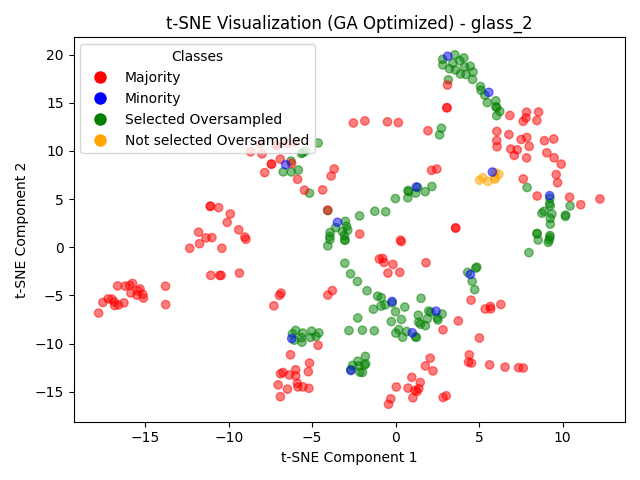 t-SNE Visualization (GA Optimized) - glass_2
Classes
Majority
Minority
Selected Oversampled
Not selected Oversampled
t-SNE Component 2
20
15
10
5
0
−5
−10
−15
−15
−10
−5
0
5
10
t-SNE Component 1